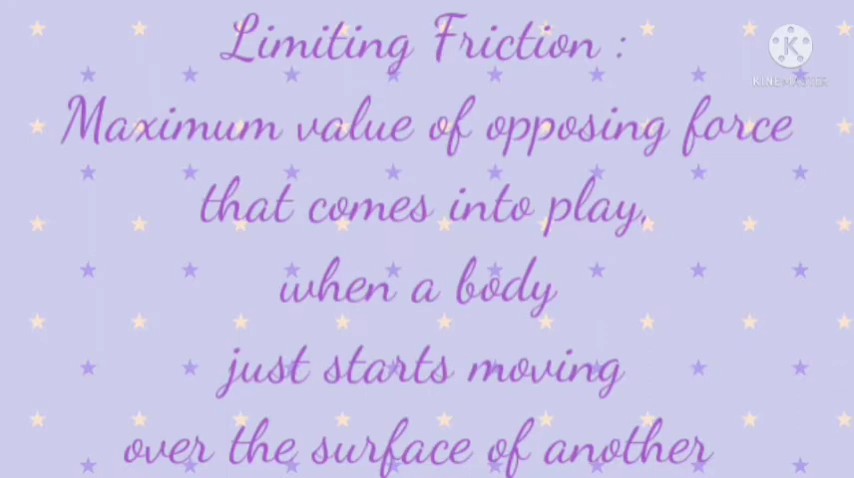 Limiting Friction :
K
KINEMASTER
Maximum value of opposing force
that comes into play,
when a body
just starts moving
over the surface of another